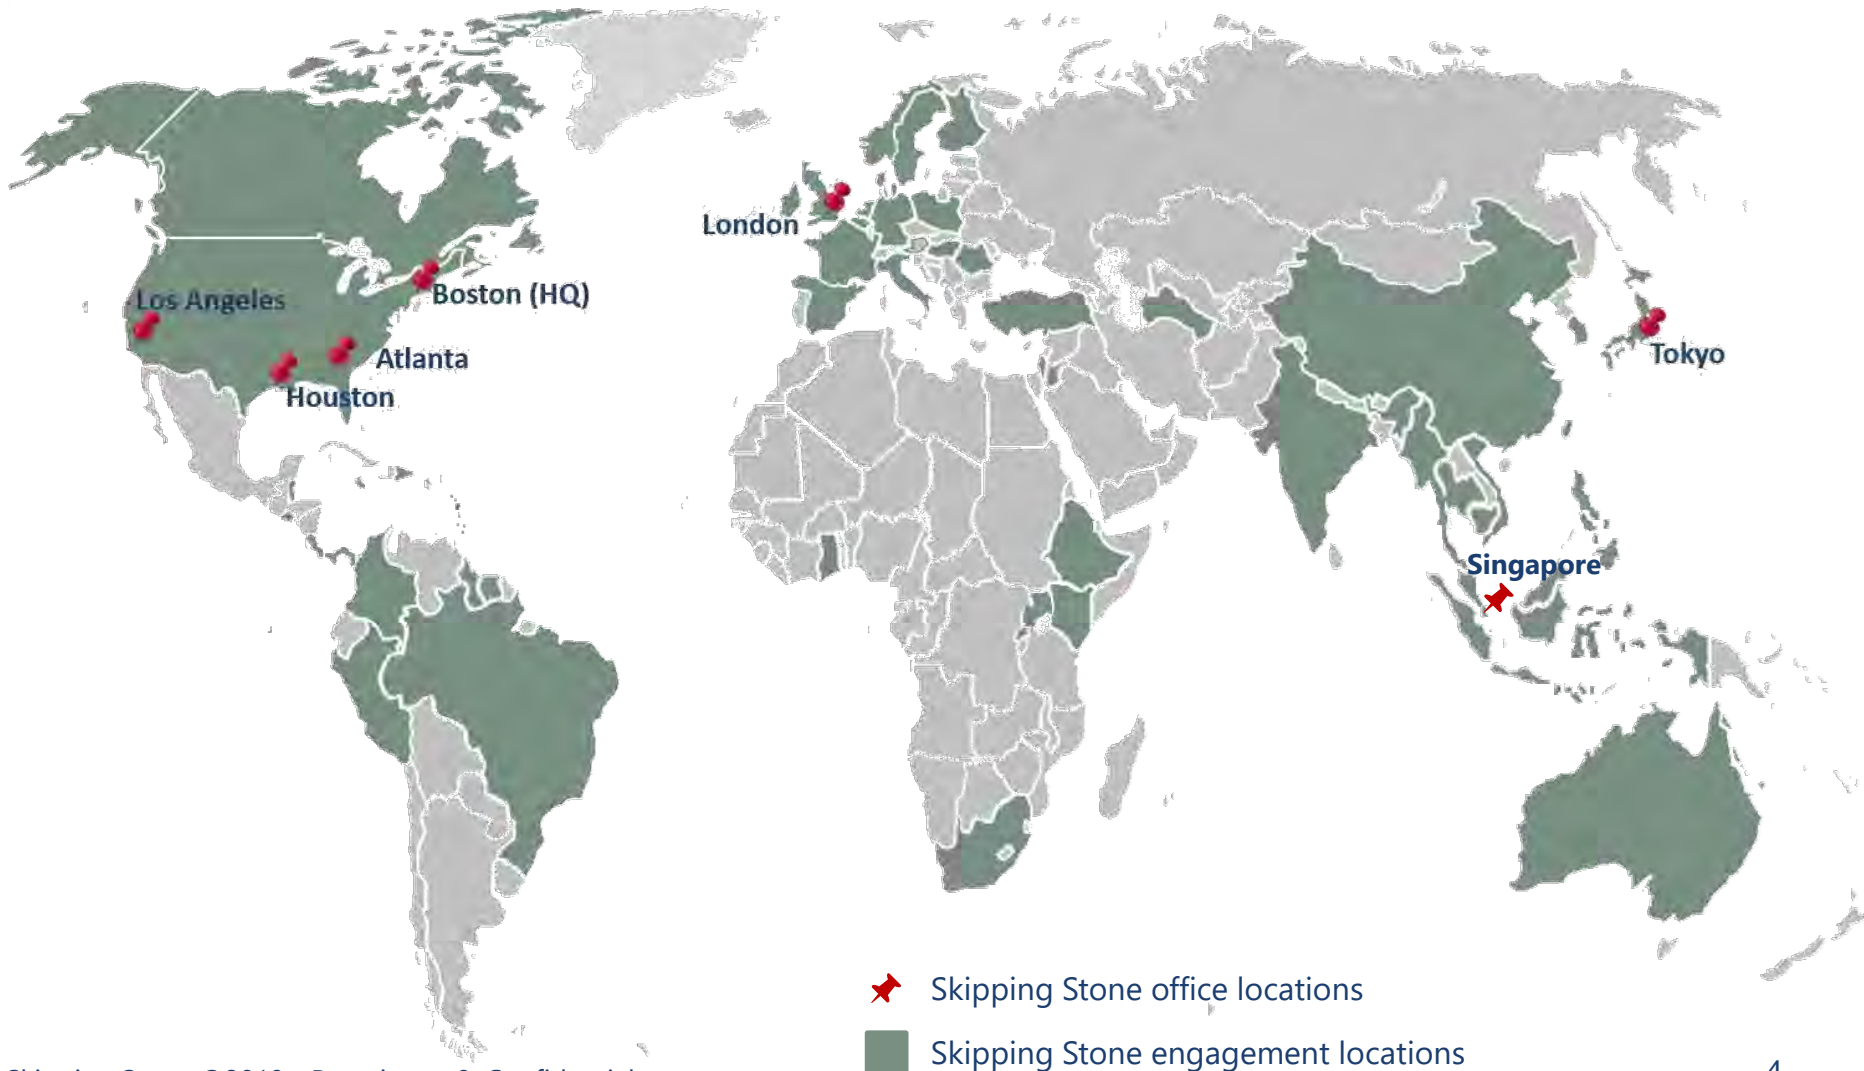 London
Boston (HQ)
Los Angeles
Atlanta
Houston
Tokyo
Singapore
Skipping Stone office locations
Skipping Stone engagement locations